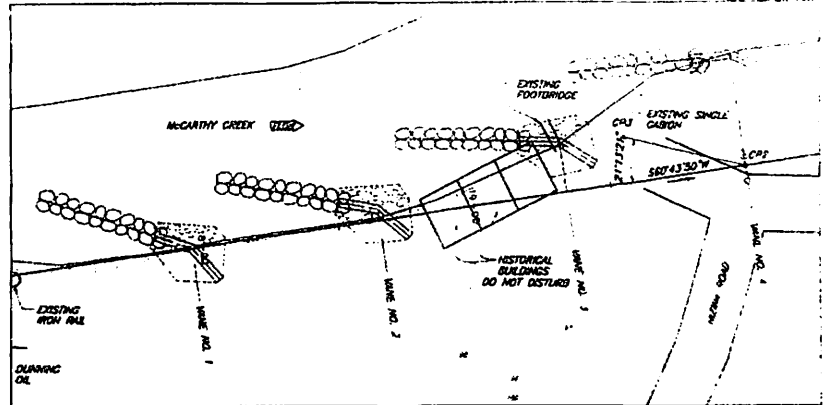 EXISTING
FOOTBRIDGE
McCARTHY CREEK
CP3
EXISTING SINGLE
GABION
CP5
S60°43'30"W
HISTORICAL
BUILDINGS
DO NOT DISTURB
EXISTING
IRON RAIL
VANE NO. 1
VANE NO. 2
VANE NO. 3
VANE NO. 4
DUNNING
OIL